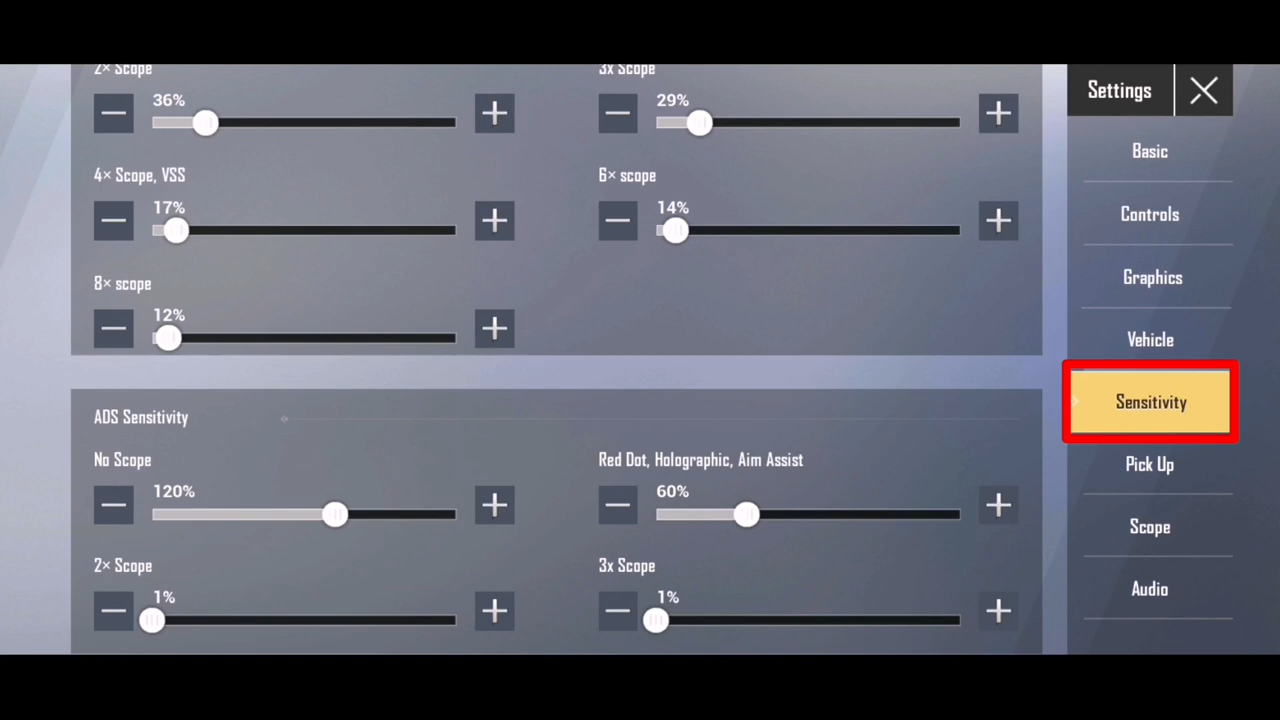 2× Scope
3x Scope
36%
29%
4× Scope, VSS
6× scope
17%
14%
8× scope
12%
ADS Sensitivity
No Scope
Red Dot, Holographic, Aim Assist
120%
60%
2× Scope
3x Scope
1%
1%
Settings
Basic
Controls
Graphics
Vehicle
Sensitivity
Pick Up
Scope
Audio